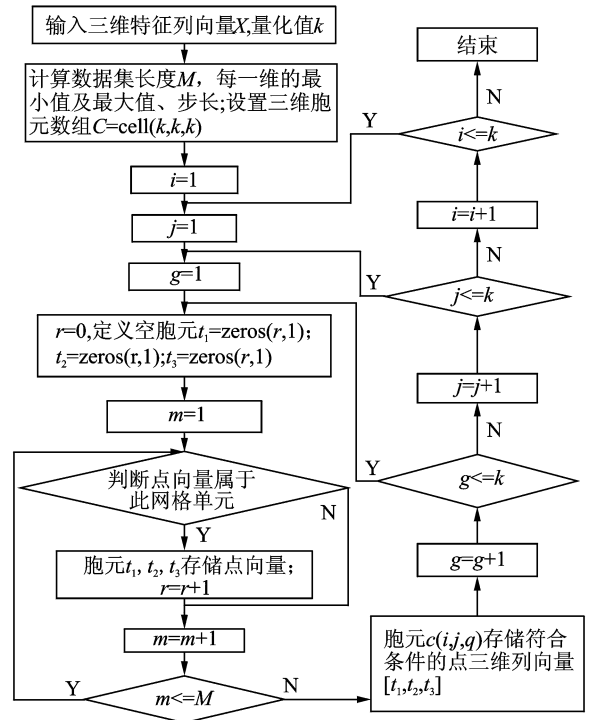 输入三维特征列向量X,量化值k
计算数据集长度M，每一维的最
小值及最大值、步长;设置三维胞
元数组C=cell(k,k,k)
i=1
j=1
g=1
r=0,定义空胞元t₁=zeros(r,1)；
t₂=zeros(r,1);t₃=zeros(r,1)
m=1
判断点向量属于
此网格单元
N
Y
胞元t₁, t₂, t₃存储点向量；
r=r+1
m=m+1
Y
m<=M
N
胞元c(i,j,q)存储符合
条件的点三维列向量
[t₁,t₂,t₃]
g=g+1
Y
g<=k
N
j=j+1
Y
j<=k
N
i=i+1
Y
i<=k
N
结束